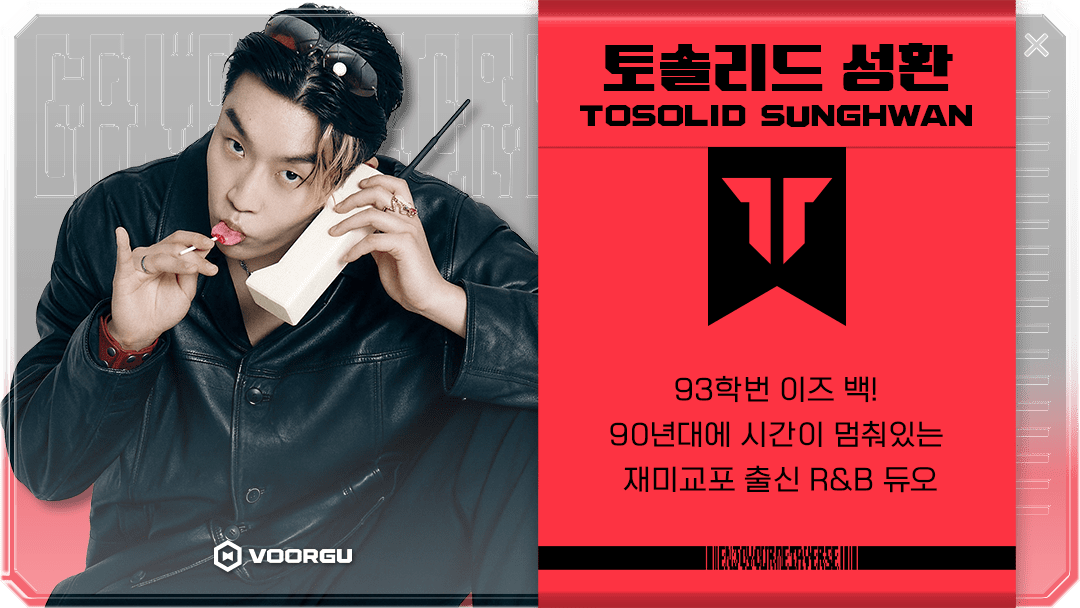 토솔리드 성환
TOSOLID SUNGHWAN
93학번 이즈 백!
90년대에 시간이 멈춰있는
재미교포 출신 R&B 듀오
VOORGU